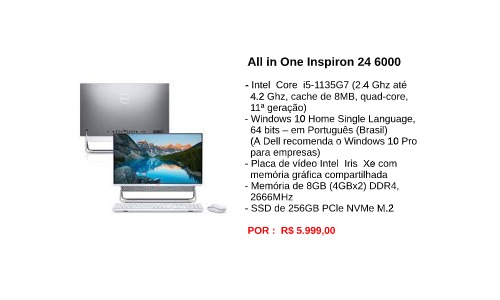 All in One Inspiron 24 6000
- Intel Core i5-1135G7 (2.4 Ghz até
4.2 Ghz, cache de 8MB, quad-core,
11ª geração)
- Windows 10 Home Single Language,
64 bits – em Português (Brasil)
(A Dell recomenda o Windows 10 Pro
para empresas)
- Placa de vídeo Intel Iris Xe com
memória gráfica compartilhada
- Memória de 8GB (4GBx2) DDR4,
2666MHz
- SSD de 256GB PCIe NVMe M.2
POR : R$ 5.999,00